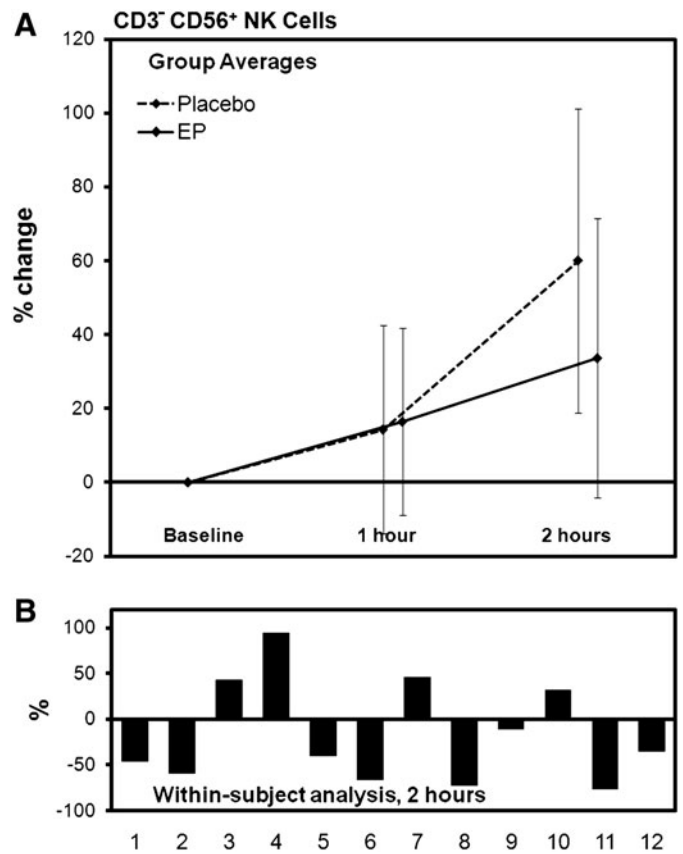 A
CD3⁻ CD56⁺ NK Cells
Group Averages
Placebo
EP
% change
120
100
80
60
40
20
0
-20
Baseline 1 hour 2 hours
B
%
100
50
0
-50
-100
Within-subject analysis, 2 hours
1 2 3 4 5 6 7 8 9 10 11 12